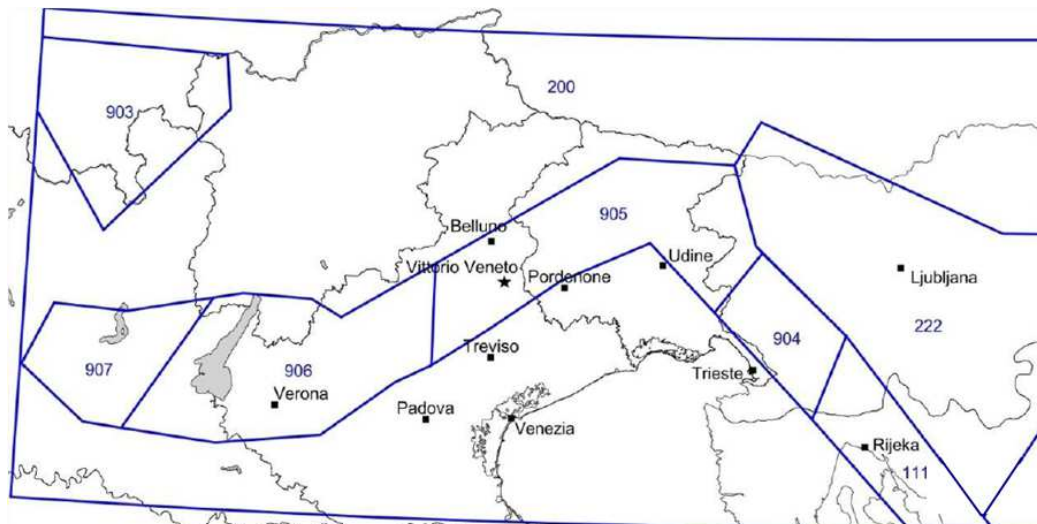 200
903
905
Belluno
Vittorio Veneto
Udine
Pordenone
Ljubljana
222
904
Treviso
907
906
Trieste
Verona
Padova
Venezia
Rijeka
111